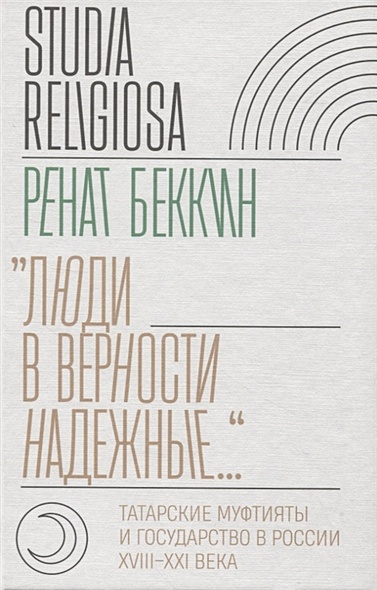 STUDIA
RELIGIOSA
РЕНАТ БЕККИН
"ЛЮДИ
В ВЕРНОСТИ
НАДЕЖНЫЕ..."
ТАТАРСКИЕ МУФТИЯТЫ
И ГОСУДАРСТВО В РОССИИ
XVIII–XXI ВЕКА